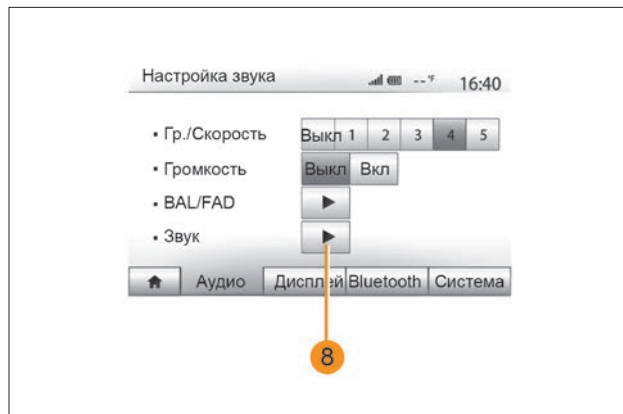 Настройка звука --°F 16:40
▪ Гр./Скорость Выкл 1 2 3 4 5
▪ Громкость Выкл Вкл
▪ BAL/FAD
▪ Звук
Аудио Дисплей Bluetooth Система
8